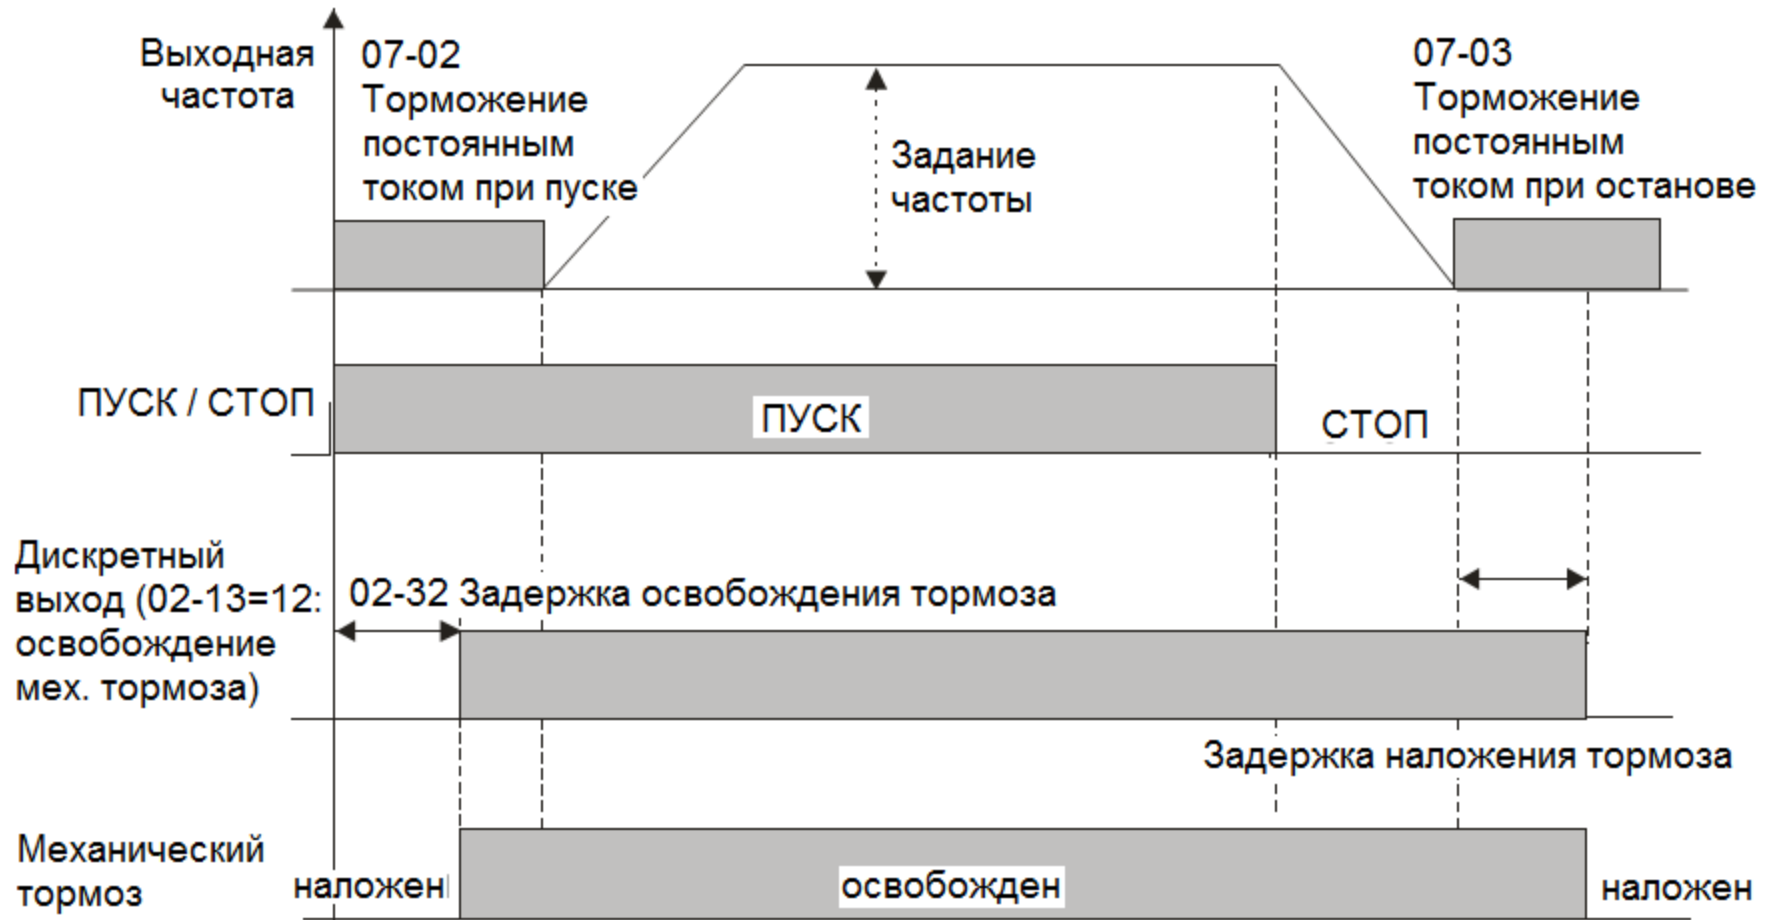 Выходная
частота
07-02
Торможение
постоянным
током при пуске
Задание
частоты
07-03
Торможение
постоянным
током при останове
ПУСК / СТОП
ПУСК
СТОП
Дискретный
выход (02-13=12:
освобождение
мех. тормоза)
02-32 Задержка освобождения тормоза
Задержка наложения тормоза
Механический
тормоз
наложен
освобожден
наложен